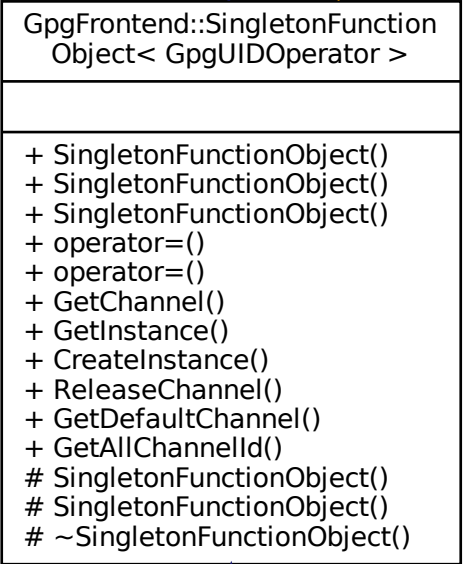 GpgFrontend::SingletonFunction
Object< GpgUIDOperator >
+ SingletonFunctionObject()
+ SingletonFunctionObject()
+ SingletonFunctionObject()
+ operator=()
+ operator=()
+ GetChannel()
+ GetInstance()
+ CreateInstance()
+ ReleaseChannel()
+ GetDefaultChannel()
+ GetAllChannelId()
# SingletonFunctionObject()
# SingletonFunctionObject()
# ~SingletonFunctionObject()